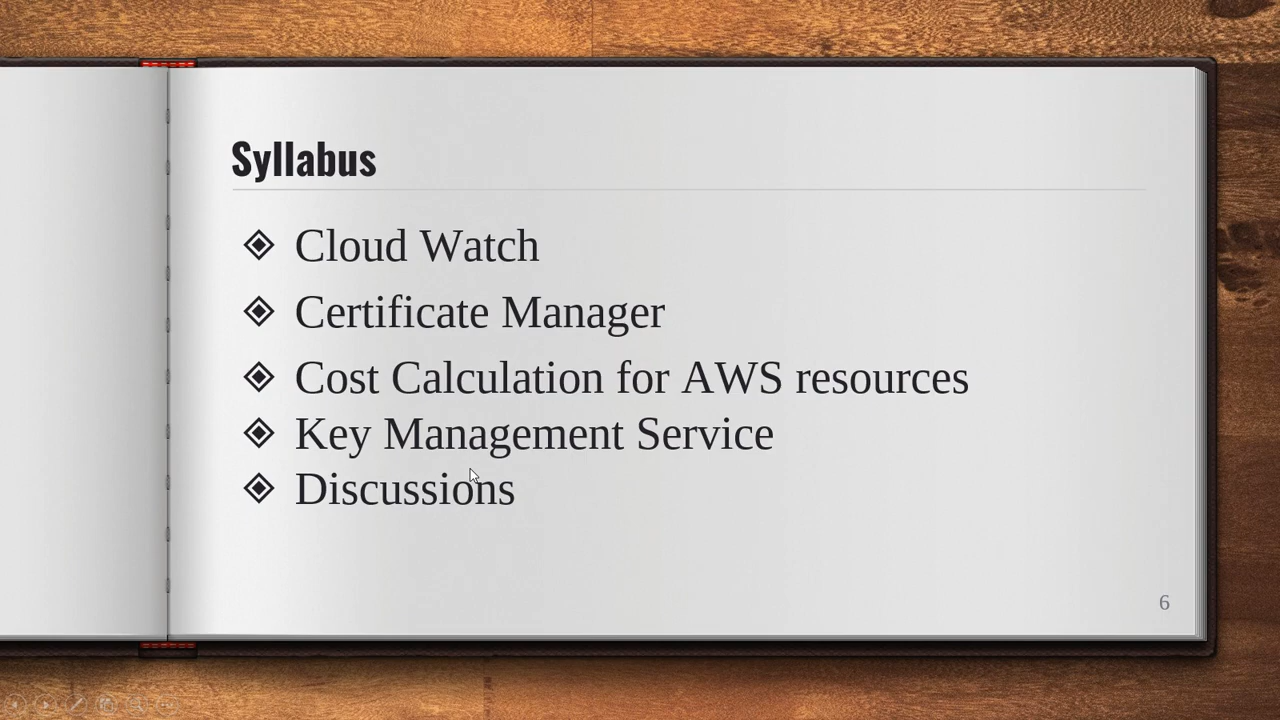 Syllabus
Cloud Watch
Certificate Manager
Cost Calculation for AWS resources
Key Management Service
Discussions
6